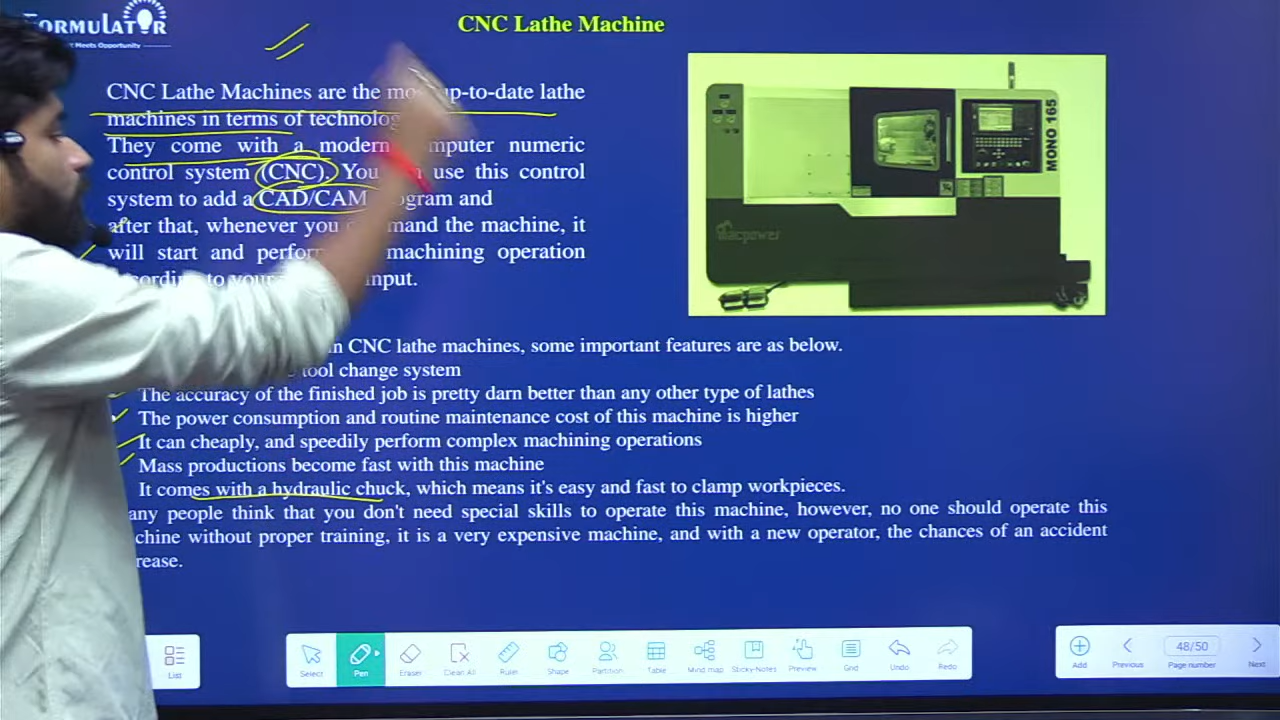 FORMULATOR
t Meets Opportunity
CNC Lathe Machine
CNC Lathe Machines are the mo up-to-date lathe
machines in terms of technolog
They come with a modern mputer numeric
control system (CNC). You use this control
system to add a CAD/CAM ogram and
after that, whenever you mand the machine, it
will start and perfor machining operation
to your input.
n CNC lathe machines, some important features are as below.
tool change system
The accuracy of the finished job is pretty darn better than any other type of lathes
The power consumption and routine maintenance cost of this machine is higher
It can cheaply, and speedily perform complex machining operations
Mass productions become fast with this machine
It comes with a hydraulic chuck, which means it's easy and fast to clamp workpieces.
any people think that you don't need special skills to operate this machine, however, no one should operate this
chine without proper training, it is a very expensive machine, and with a new operator, the chances of an accident
rease.
MONO 165
macpower
List
Select
Pen
Eraser
Clean All
Ruler
Shape
Partition
Table
Mind map
Sticky-Notes
Preview
Grid
Undo
Redo
Add
Previous
48/50
Page number
Next